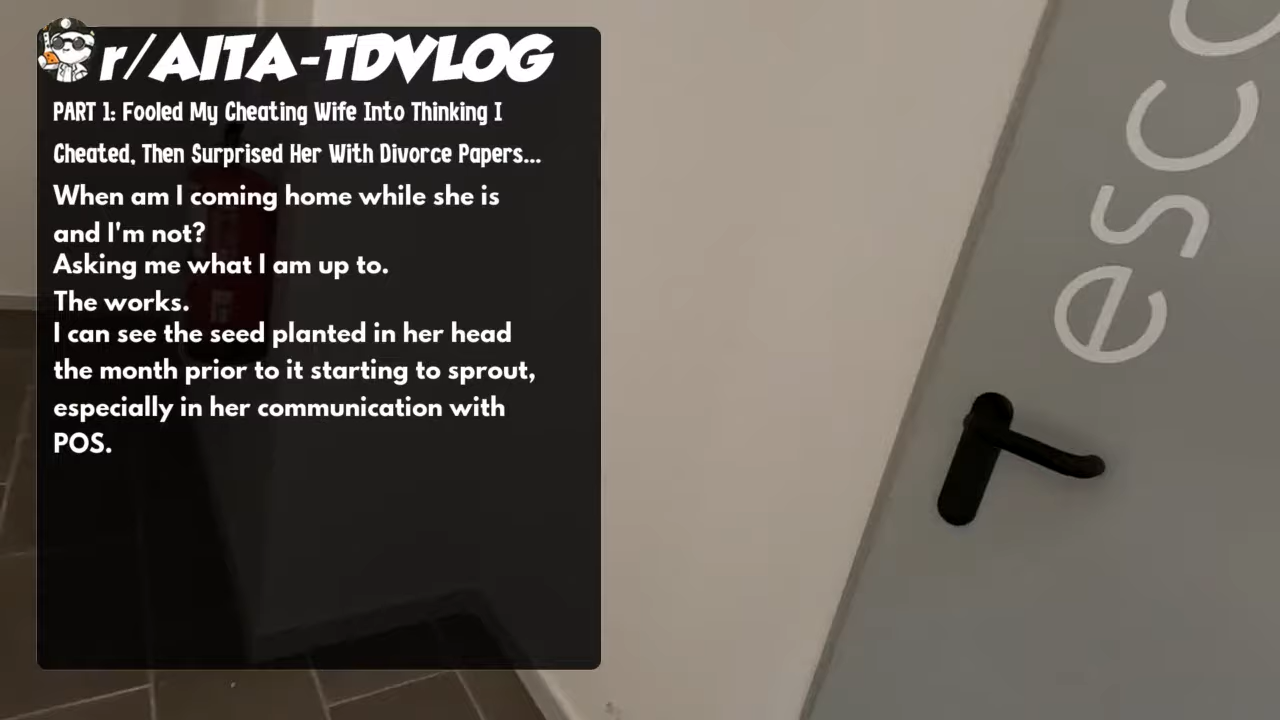 r/AITA-TDVLOG
PART 1: Fooled My Cheating Wife Into Thinking I
Cheated, Then Surprised Her With Divorce Papers...
When am I coming home while she is
and I'm not?
Asking me what I am up to.
The works.
I can see the seed planted in her head
the month prior to it starting to sprout,
especially in her communication with
POS.
esc